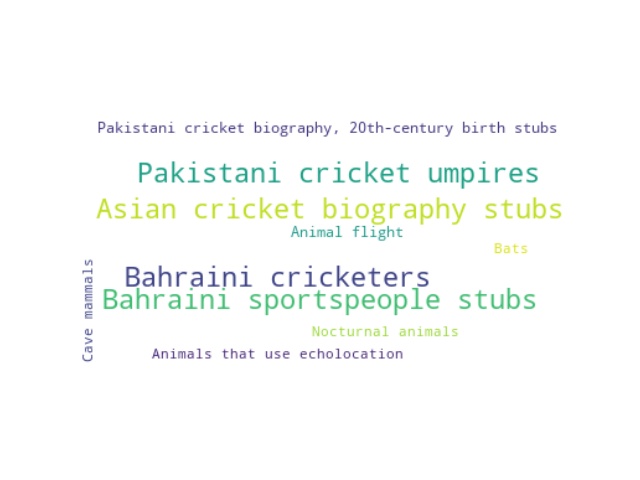 Pakistani cricket biography, 20th-century birth stubs
Pakistani cricket umpires
Asian cricket biography stubs
Animal flight
Bats
Cave mammals
Bahraini cricketers
Bahraini sportspeople stubs
Nocturnal animals
Animals that use echolocation